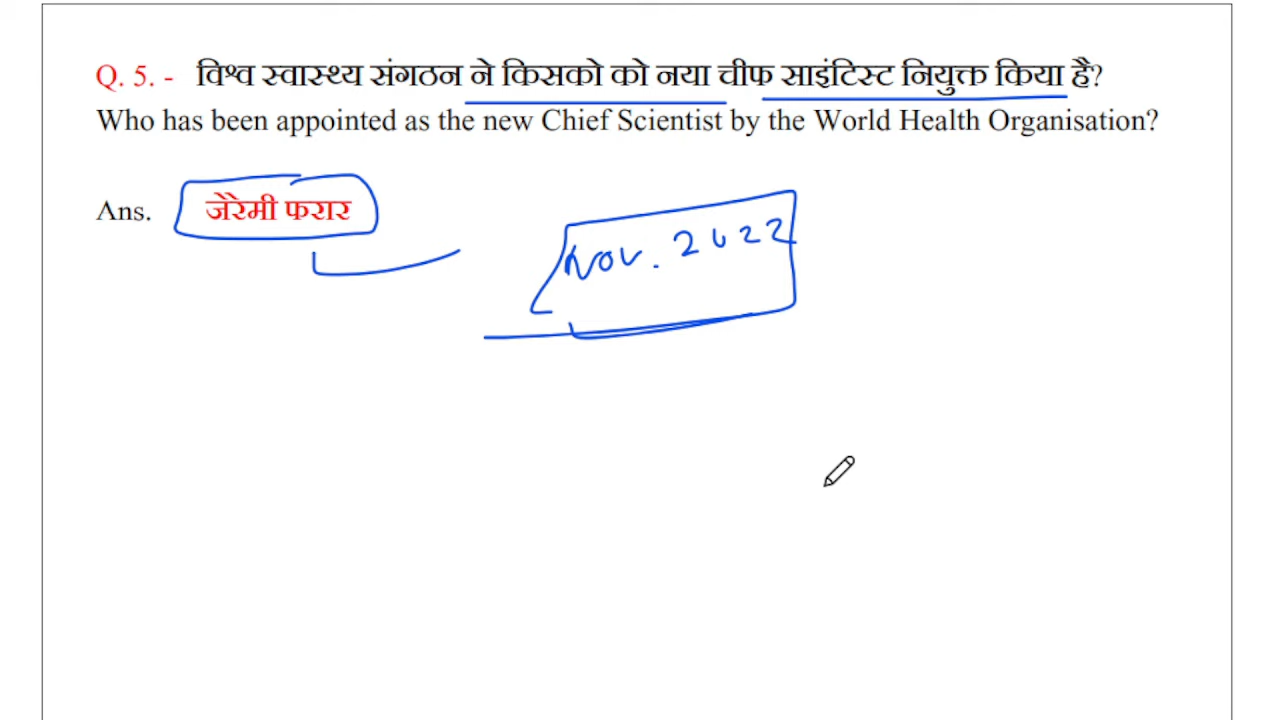 Q. 5. - विश्व स्वास्थ्य संगठन ने किसको को नया चीफ साइंटिस्ट नियुक्त किया है?
Who has been appointed as the new Chief Scientist by the World Health Organisation?
Ans. जेरेमी फरार
Nov. 2022